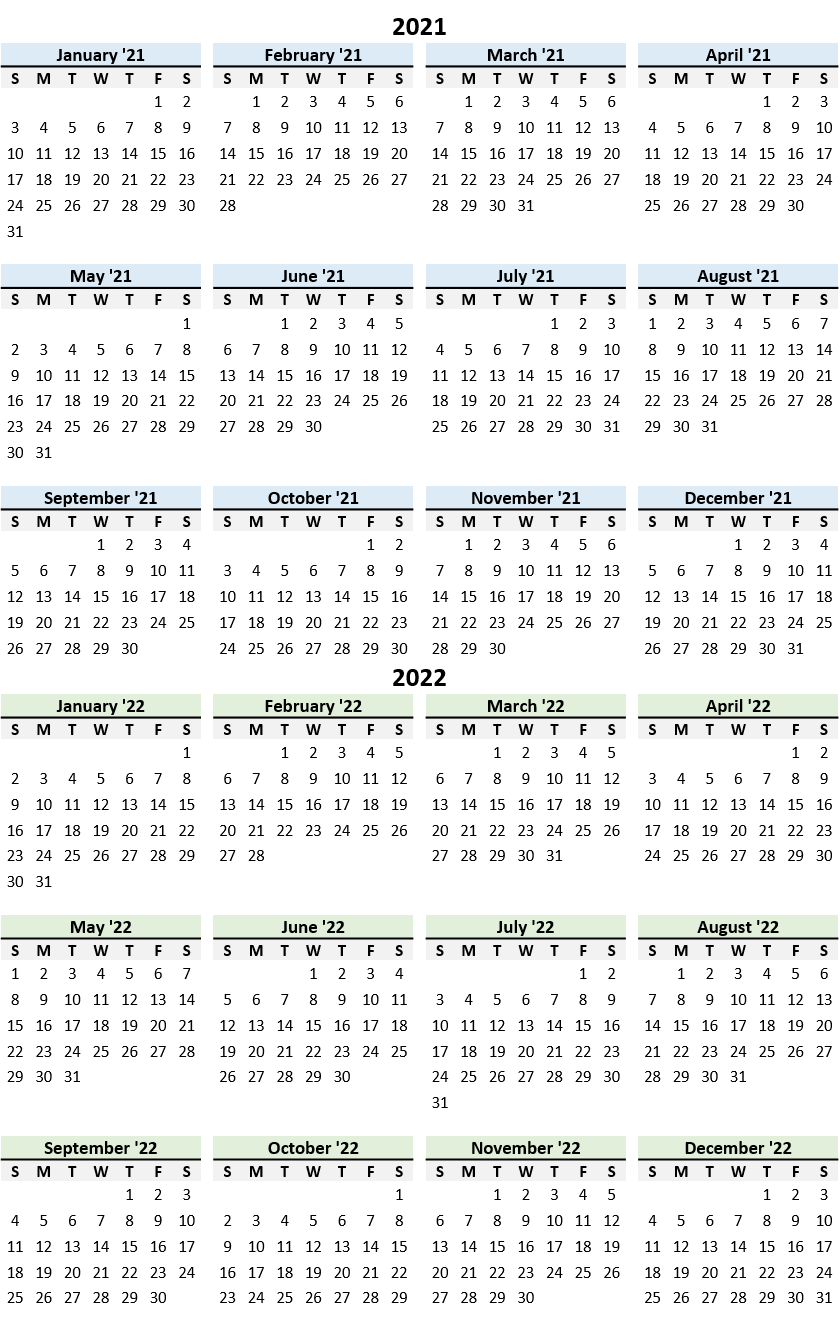 2021
January '21 February '21 March '21 April '21
S M T W T F S S M T W T F S S M T W T F S S M T W T F S
1 2 1 2 3 4 5 6 1 2 3 4 5 6 1 2 3
3 4 5 6 7 8 9 7 8 9 10 11 12 13 7 8 9 10 11 12 13 4 5 6 7 8 9 10
10 11 12 13 14 15 16 14 15 16 17 18 19 20 14 15 16 17 18 19 20 11 12 13 14 15 16 17
17 18 19 20 21 22 23 21 22 23 24 25 26 27 21 22 23 24 25 26 27 18 19 20 21 22 23 24
24 25 26 27 28 29 30 28 28 29 30 31 25 26 27 28 29 30
31
May '21 June '21 July '21 August '21
S M T W T F S S M T W T F S S M T W T F S S M T W T F S
1 1 2 3 4 5 1 2 3 1 2 3 4 5 6 7
2 3 4 5 6 7 8 6 7 8 9 10 11 12 4 5 6 7 8 9 10 8 9 10 11 12 13 14
9 10 11 12 13 14 15 13 14 15 16 17 18 19 11 12 13 14 15 16 17 15 16 17 18 19 20 21
16 17 18 19 20 21 22 20 21 22 23 24 25 26 18 19 20 21 22 23 24 22 23 24 25 26 27 28
23 24 25 26 27 28 29 27 28 29 30 25 26 27 28 29 30 31 29 30 31
30 31
September '21 October '21 November '21 December '21
S M T W T F S S M T W T F S S M T W T F S S M T W T F S
1 2 3 4 1 2 1 2 3 4 5 6 1 2 3 4
5 6 7 8 9 10 11 3 4 5 6 7 8 9 7 8 9 10 11 12 13 5 6 7 8 9 10 11
12 13 14 15 16 17 18 10 11 12 13 14 15 16 14 15 16 17 18 19 20 12 13 14 15 16 17 18
19 20 21 22 23 24 25 17 18 19 20 21 22 23 21 22 23 24 25 26 27 19 20 21 22 23 24 25
26 27 28 29 30 24 25 26 27 28 29 30 28 29 30 26 27 28 29 30 31
2022
January '22 February '22 March '22 April '22
S M T W T F S S M T W T F S S M T W T F S S M T W T F S
1 1 2 3 4 5 1 2 3 4 5 1 2
2 3 4 5 6 7 8 6 7 8 9 10 11 12 6 7 8 9 10 11 12 3 4 5 6 7 8 9
9 10 11 12 13 14 15 13 14 15 16 17 18 19 13 14 15 16 17 18 19 10 11 12 13 14 15 16
16 17 18 19 20 21 22 20 21 22 23 24 25 26 20 21 22 23 24 25 26 17 18 19 20 21 22 23
23 24 25 26 27 28 29 27 28 27 28 29 30 31 24 25 26 27 28 29 30
30 31
May '22 June '22 July '22 August '22
S M T W T F S S M T W T F S S M T W T F S S M T W T F S
1 2 3 4 5 6 7 1 2 3 4 1 2 1 2 3 4 5 6
8 9 10 11 12 13 14 5 6 7 8 9 10 11 3 4 5 6 7 8 9 7 8 9 10 11 12 13
15 16 17 18 19 20 21 12 13 14 15 16 17 18 10 11 12 13 14 15 16 14 15 16 17 18 19 20
22 23 24 25 26 27 28 19 20 21 22 23 24 25 17 18 19 20 21 22 23 21 22 23 24 25 26 27
29 30 31 26 27 28 29 30 24 25 26 27 28 29 30 28 29 30 31
31
September '22 October '22 November '22 December '22
S M T W T F S S M T W T F S S M T W T F S S M T W T F S
1 2 3 1 1 2 3 4 5 1 2 3
4 5 6 7 8 9 10 2 3 4 5 6 7 8 6 7 8 9 10 11 12 4 5 6 7 8 9 10
11 12 13 14 15 16 17 9 10 11 12 13 14 15 13 14 15 16 17 18 19 11 12 13 14 15 16 17
18 19 20 21 22 23 24 16 17 18 19 20 21 22 20 21 22 23 24 25 26 18 19 20 21 22 23 24
25 26 27 28 29 30 23 24 25 26 27 28 29 27 28 29 30 25 26 27 28 29 30 31